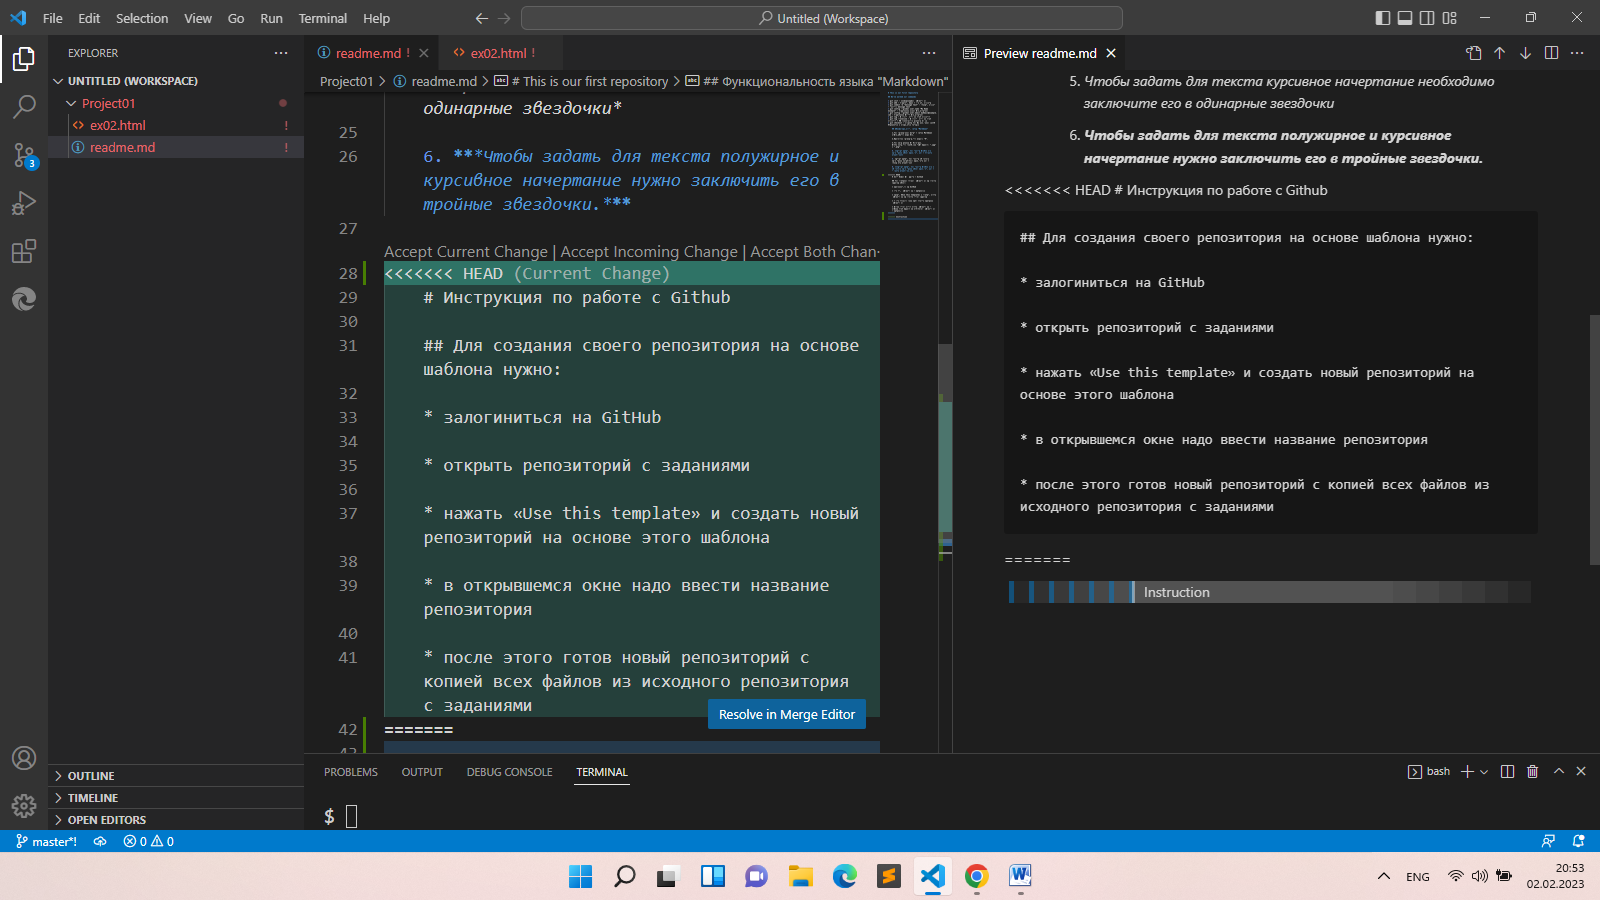 File Edit Selection View Go Run Terminal Help
Untitled (Workspace)
EXPLORER
UNTITLED (WORKSPACE)
Project01
ex02.html !
readme.md !
3
OUTLINE
TIMELINE
OPEN EDITORS
readme.md !
ex02.html !
Project01 > readme.md > # This is our first repository > ## Функциональность языка "Markdown"
одинарные звездочки*
25
26 6. ***Чтобы задать для текста полужирное и
курсивное начертание нужно заключить его в
тройные звездочки.***
27
Accept Current Change | Accept Incoming Change | Accept Both Chan
28 <<<<<<< HEAD (Current Change)
29 # Инструкция по работе с Github
30
31 ## Для создания своего репозитория на основе
шаблона нужно:
32
33 * залогиниться на GitHub
34
35 * открыть репозиторий с заданиями
36
37 * нажать «Use this template» и создать новый
репозиторий на основе этого шаблона
38
39 * в открывшемся окне надо ввести название
репозитория
40
41 * после этого готов новый репозиторий с
копией всех файлов из исходного репозитория
с заданиями
Resolve in Merge Editor
42 =======
Preview readme.md
5. Чтобы задать для текста курсивное начертание необходимо
заключите его в одинарные звездочки
6. Чтобы задать для текста полужирное и курсивное
начертание нужно заключить его в тройные звездочки.
<<<<<<< HEAD # Инструкция по работе с Github
## Для создания своего репозитория на основе шаблона нужно:
* залогиниться на GitHub
* открыть репозиторий с заданиями
* нажать «Use this template» и создать новый репозиторий на
основе этого шаблона
* в открывшемся окне надо ввести название репозитория
* после этого готов новый репозиторий с копией всех файлов из
исходного репозитория с заданиями
=======
Instruction
PROBLEMS OUTPUT DEBUG CONSOLE TERMINAL
bash
$
master*! 0 0
ENG
20:53
02.02.2023